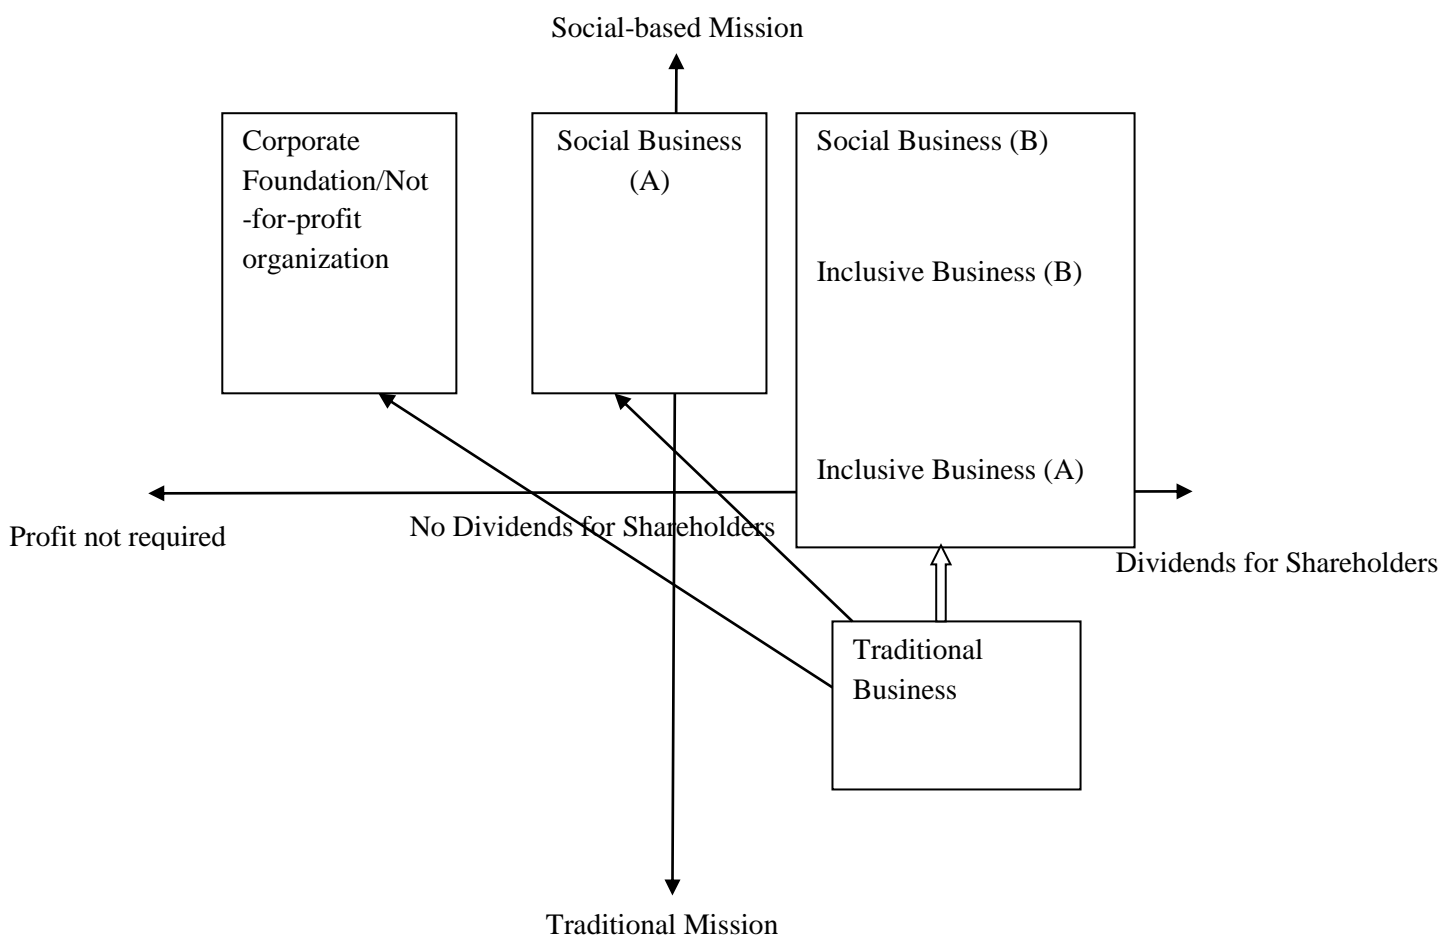 Social-based Mission
Corporate
Foundation/Not
-for-profit
organization
Social Business
(A)
Social Business (B)
Inclusive Business (B)
Inclusive Business (A)
No Dividends for Shareholders
Profit not required
Dividends for Shareholders
Traditional
Business
Traditional Mission